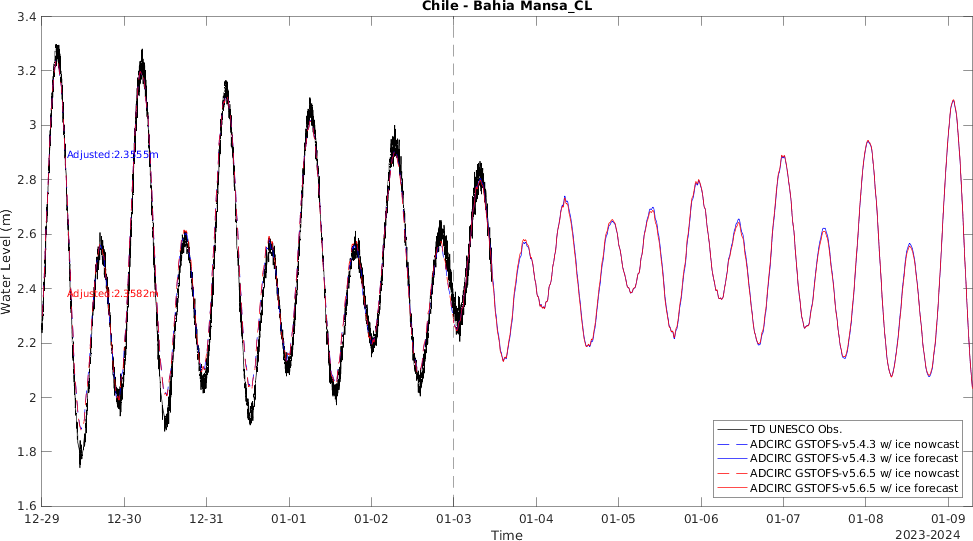 Chile - Bahia Mansa_CL
3.4
3.2
3
2.8
2.6
2.4
2.2
2
1.8
1.6
Water Level (m)
Adjusted:2.3555m
Adjusted:2.3582m
TD UNESCO Obs.
ADCIRC GSTOFS-v5.4.3 w/ ice nowcast
ADCIRC GSTOFS-v5.4.3 w/ ice forecast
ADCIRC GSTOFS-v5.6.5 w/ ice nowcast
ADCIRC GSTOFS-v5.6.5 w/ ice forecast
12-29 12-30 12-31 01-01 01-02 01-03 01-04 01-05 01-06 01-07 01-08 01-09
Time
2023-2024